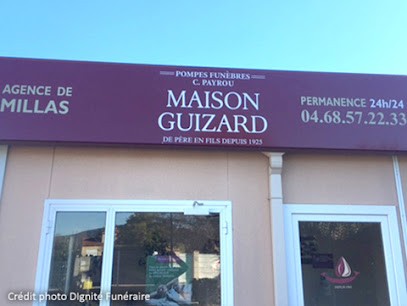 POMPES FUNÈBRES
C. PAYROU
AGENCE DE
MILLAS
MAISON
GUIZARD
DE PÈRE EN FILS DEPUIS 1925
PERMANENCE 24h/24
04.68.57.22.33
Crédit photo Dignité Funéraire